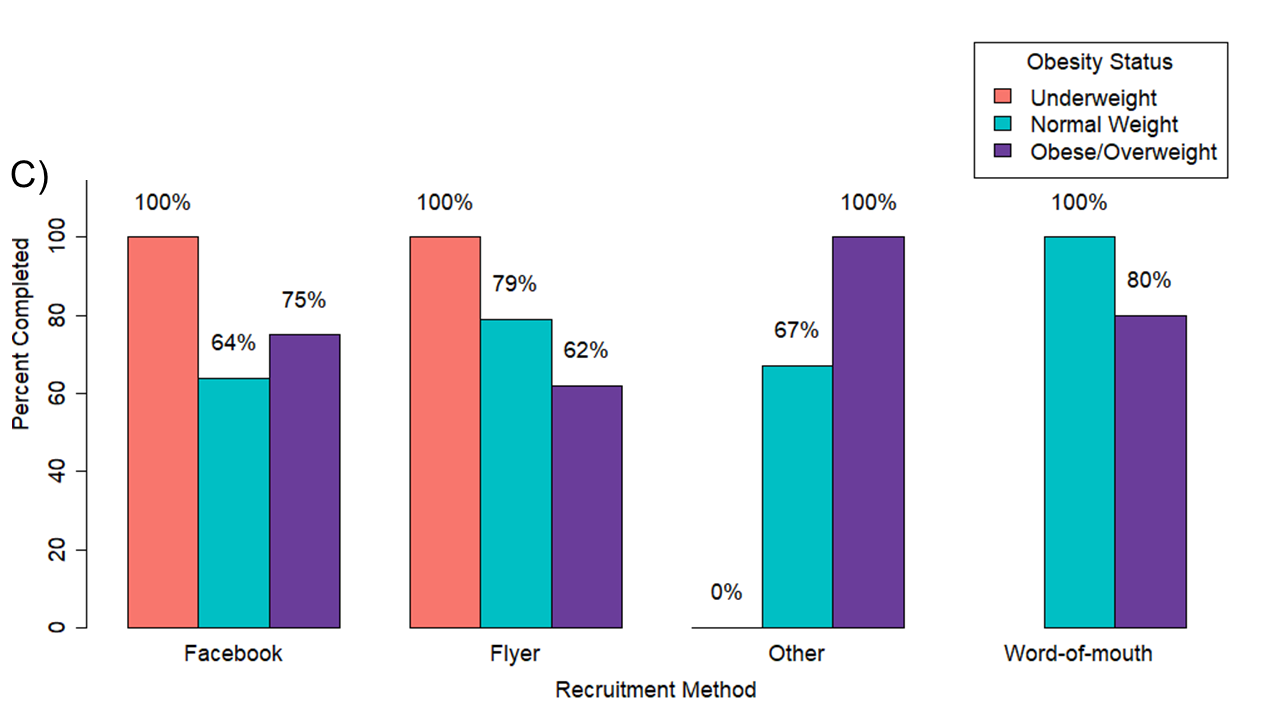 Obesity Status
Underweight
Normal Weight
Obese/Overweight
C)
Percent Completed
100
80
60
40
20
0
100%
64%
75%
100%
79%
62%
0%
67%
100%
100%
80%
Facebook
Flyer
Other
Word-of-mouth
Recruitment Method